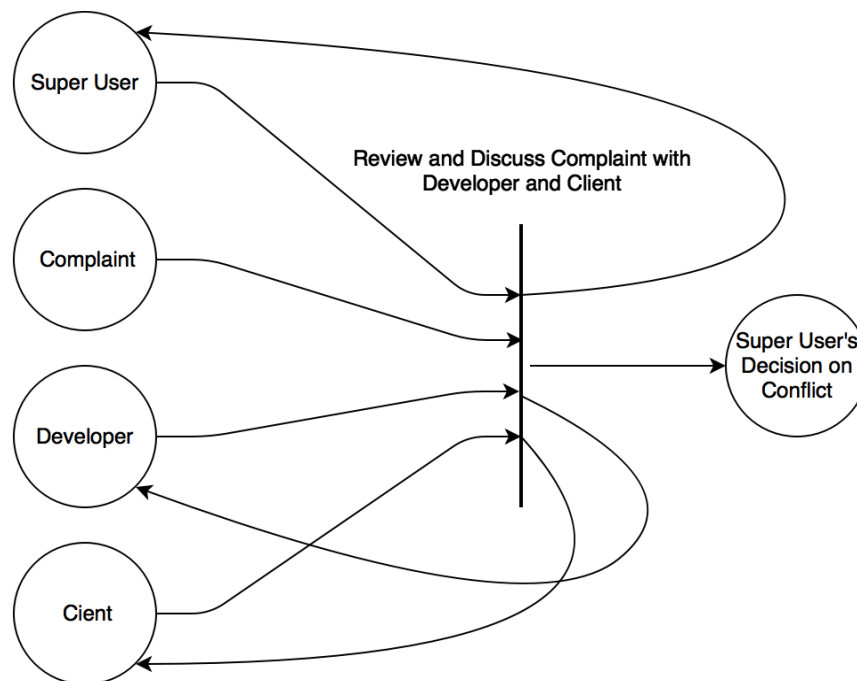 Super User
Review and Discuss Complaint with
Developer and Client
Complaint
Super User's
Decision on
Conflict
Developer
Cient